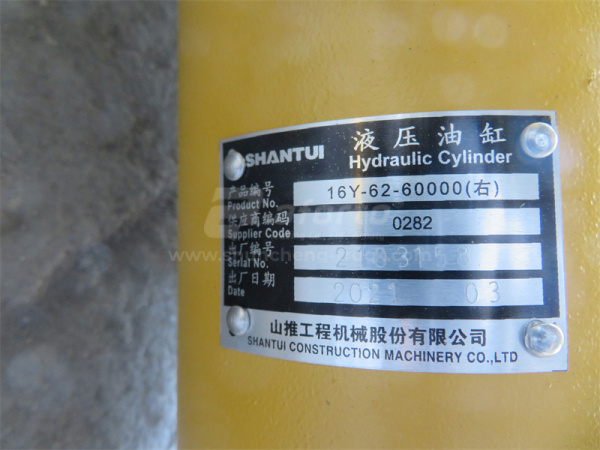 SHANTUI
液压油缸
Hydraulic Cylinder
产品编号
Product No.
16Y-62-60000(右)
供应商编码
Supplier Code
0282
出厂编号
Serial No.
出厂日期
Date
2021 03
山推工程机械股份有限公司
SHANTUI CONSTRUCTION MACHINERY CO.,LTD